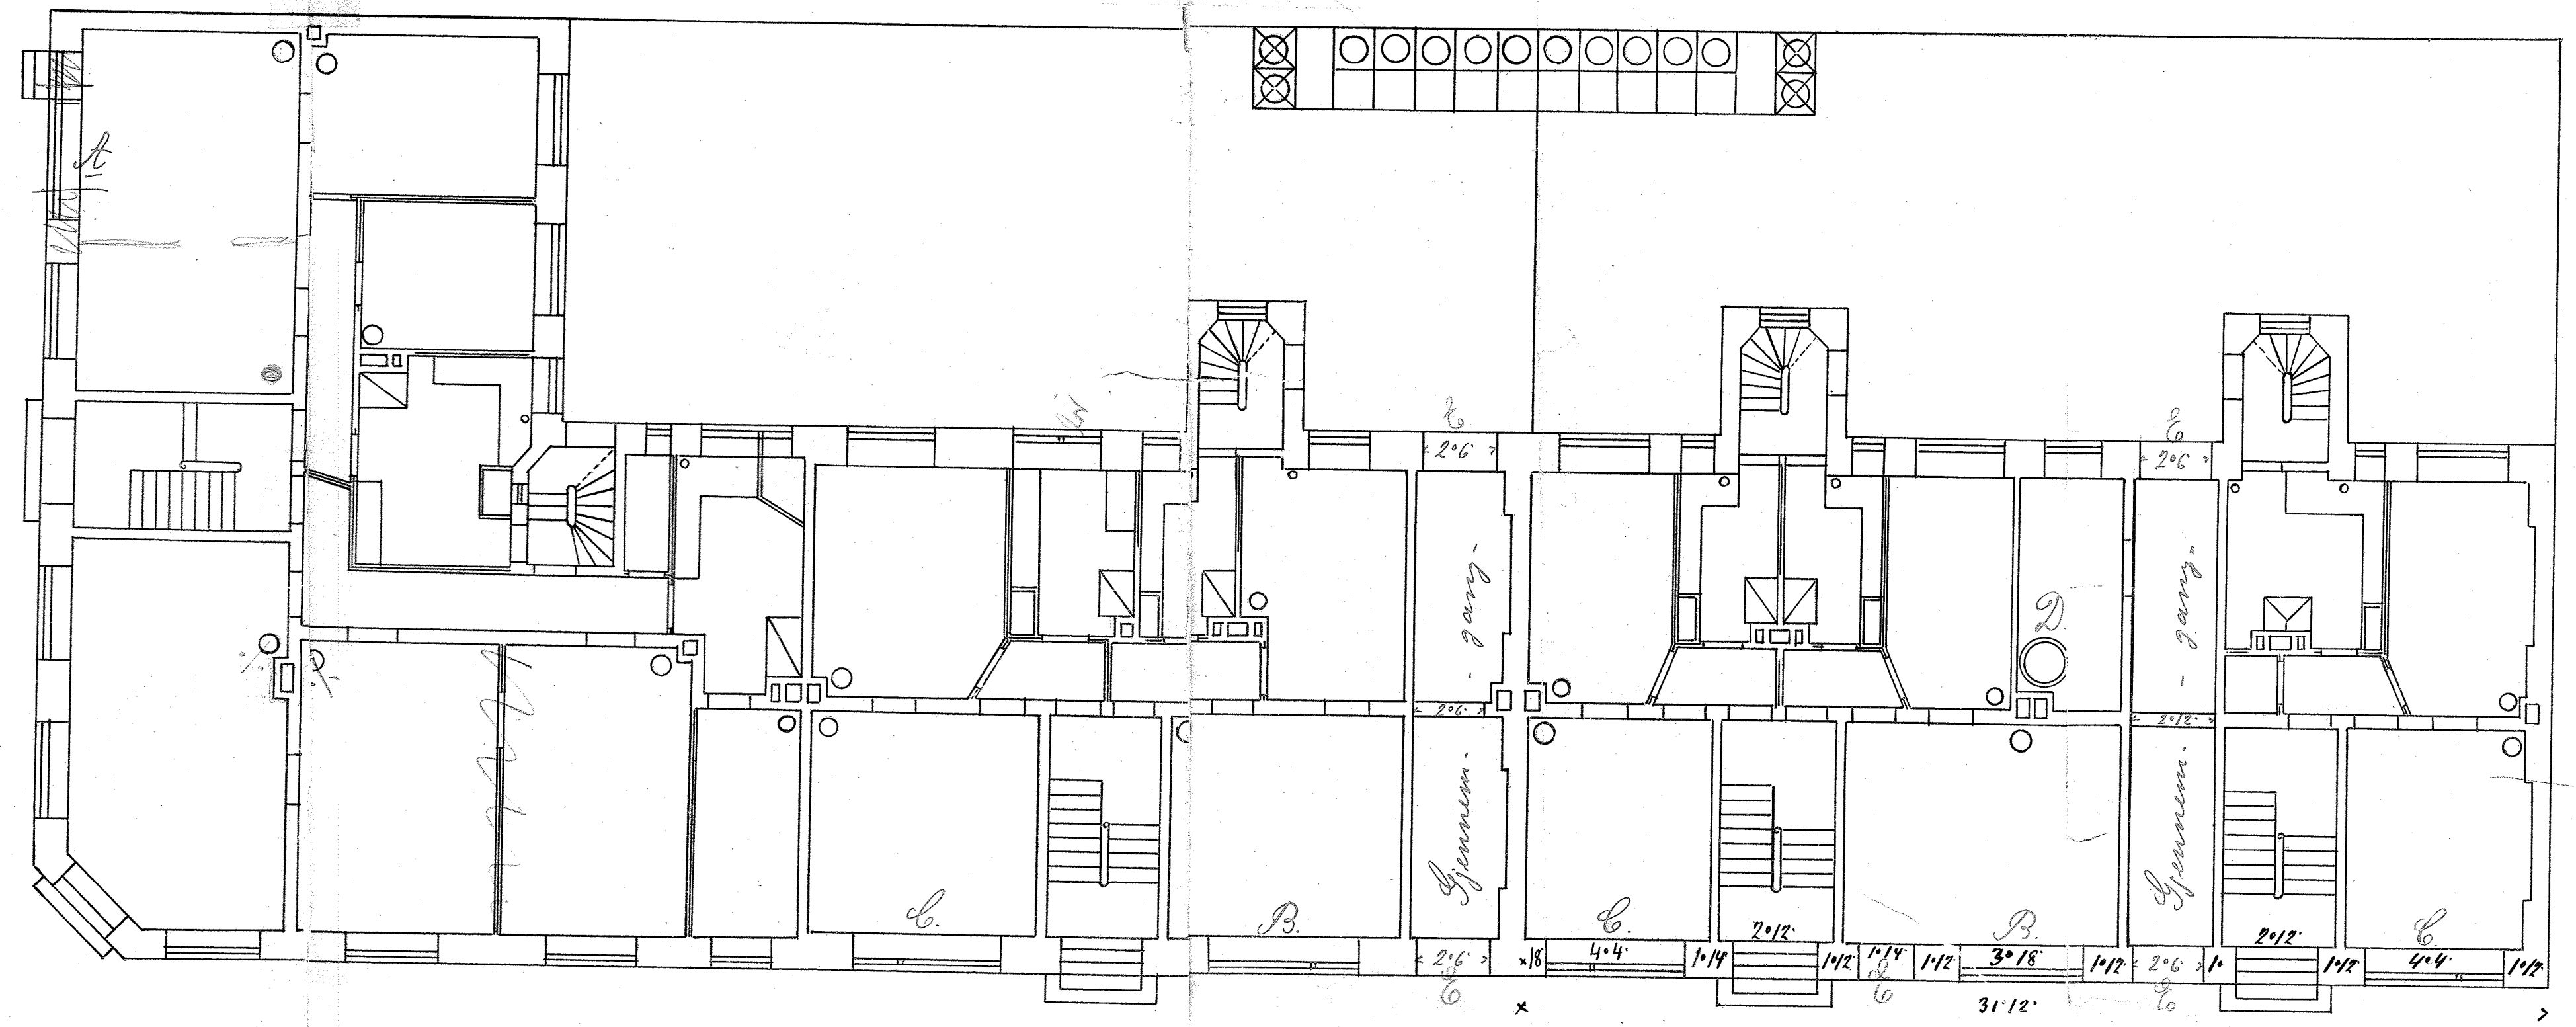 A
E
2•6•
E
2•6•
- gang -
- gang -
D
2•6•
2•12•
Gjennem-
Gjennem-
C.
B.
C.
B.
C.
2•12•
2•12•
2•6•
×18•
4•4•
1•14
1•12
1•14•
1•12
3•18•
1•12
2•6•
1•
1•12
4•4•
1•12
E
E
E
×
31•12•